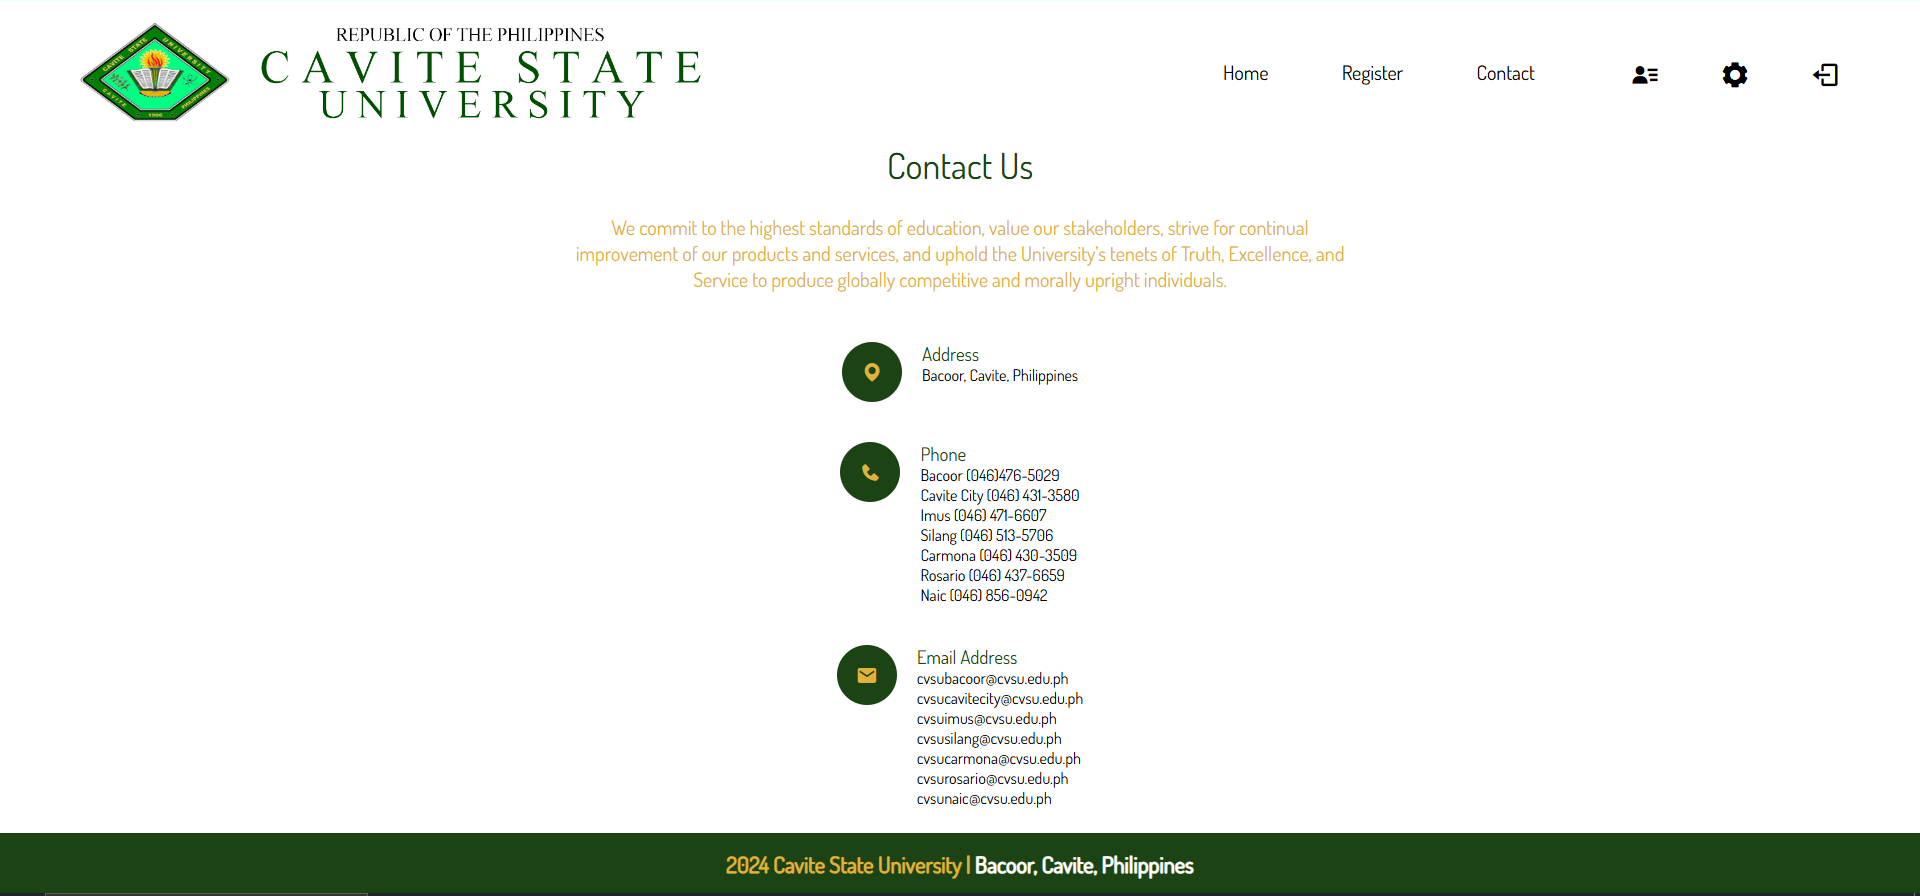 CAVITE STATE UNIVERSITY
CAVITE PHILIPPINES
1906
REPUBLIC OF THE PHILIPPINES
CAVITE STATE
UNIVERSITY
Home
Register
Contact
Contact Us
We commit to the highest standards of education, value our stakeholders, strive for continual
improvement of our products and services, and uphold the University's tenets of Truth, Excellence, and
Service to produce globally competitive and morally upright individuals.
Address
Bacoor, Cavite, Philippines
Phone
Bacoor (046)476-5029
Cavite City (046) 431-3580
Imus (046) 471-6607
Silang (046) 513-5706
Carmona (046) 430-3509
Rosario (046) 437-6659
Naic (046) 856-0942
Email Address
cvsubacoor@cvsu.edu.ph
cvsucavitecity@cvsu.edu.ph
cvsuimus@cvsu.edu.ph
cvsusilang@cvsu.edu.ph
cvsucarmona@cvsu.edu.ph
cvsurosario@cvsu.edu.ph
cvsunaic@cvsu.edu.ph
2024 Cavite State University | Bacoor, Cavite, Philippines